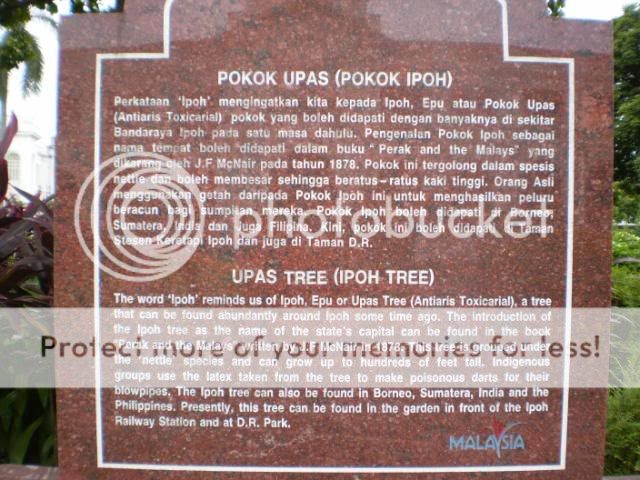 POKOK UPAS (POKOK IPOH)
Perkataan 'Ipoh' mengingatkan kita kepada Ipoh, Epu atau Pokok Upas
(Antiaris Toxicarial) pokok yang boleh didapati dengan banyaknya di sekitar
Bandaraya Ipoh pada satu masa dahulu. Pengenalan Pokok Ipoh sebagai
nama tempat boleh didapati dalam buku "Perak and the Malays" yang
dikarang oleh J.F. McNair pada tahun 1878. Pokok ini tergolong dalam spesis
nettle dan boleh membesar sehingga beratus-ratus kaki tinggi. Orang Asli
menggunakan getah daripada Pokok Ipoh ini untuk menghasilkan peluru
beracun bagi sumpitan mereka. Pokok Ipoh boleh didapati di Borneo,
Sumatera, India dan juga Filipina. Kini, pokok ini boleh didapati di Taman
Stesen Keratapi Ipoh dan juga di Taman D.R.
UPAS TREE (IPOH TREE)
The word 'Ipoh' reminds us of Ipoh, Epu or Upas Tree (Antiaris Toxicarial), a tree
that can be found abundantly around Ipoh some time ago. The introduction of
the Ipoh tree as the name of the state's capital can be found in the book
"Perak and the Malays" written by J.F McNair in 1878. This tree is grouped under
the 'nettle' species and can grow up to hundreds of feet tall. Indigenous
groups use the latex taken from the tree to make poisonous darts for their
blowpipes. The Ipoh tree can also be found in Borneo, Sumatera, India and the
Philippines. Presently, this tree can be found in the garden in front of the Ipoh
Railway Station and at D.R. Park.
MALAYSIA
photobucket
Protect more of your memories for less!